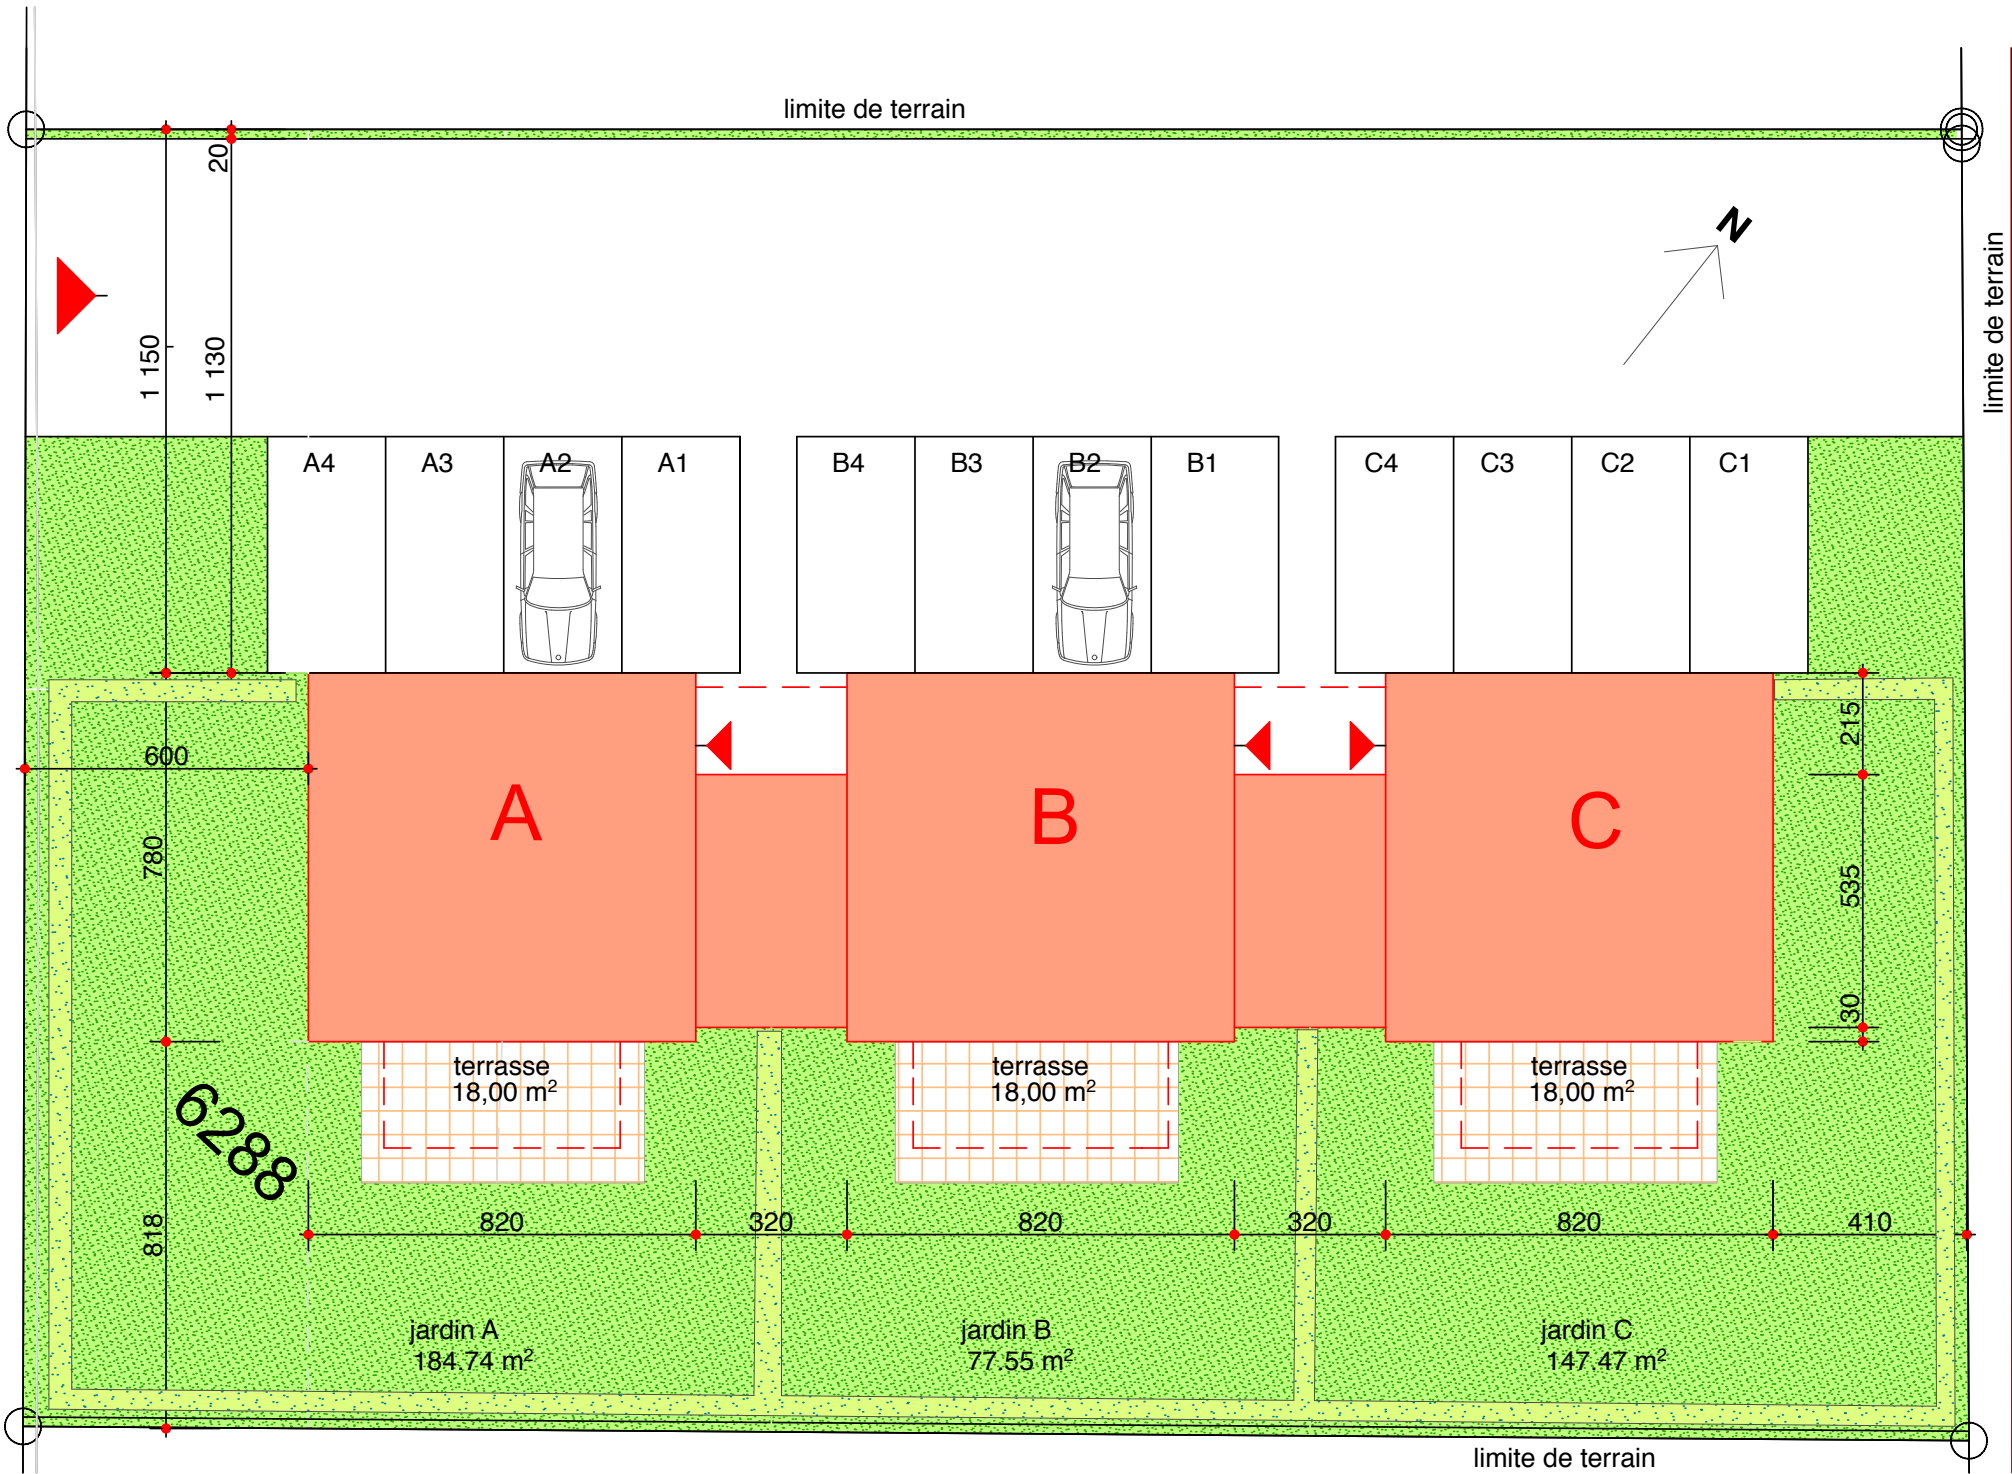 limite de terrain
20
N
limite de terrain
1 150
1 130
A4 A3 A2 A1 B4 B3 B2 B1 C4 C3 C2 C1
215
600
A B C
780
535
30
terrasse
18,00 m²
terrasse
18,00 m²
terrasse
18,00 m²
6288
818
820 320 820 320 820 410
jardin A
184.74 m²
jardin B
77.55 m²
jardin C
147.47 m²
limite de terrain